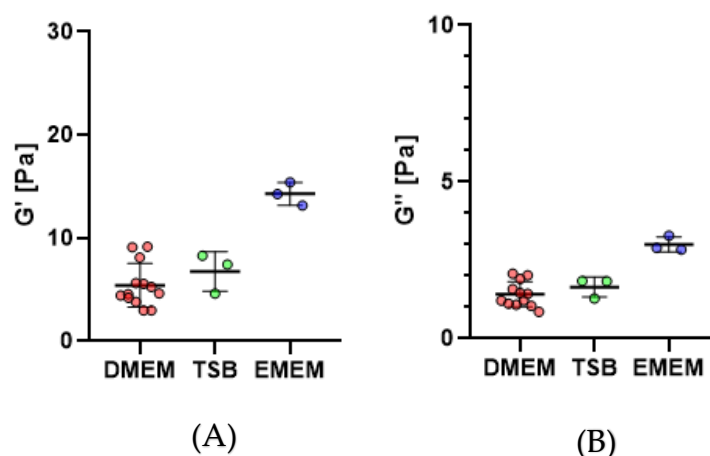 30
20
10
0
G' [Pa]
DMEM TSB EMEM
(A)
10
5
0
G'' [Pa]
DMEM TSB EMEM
(B)